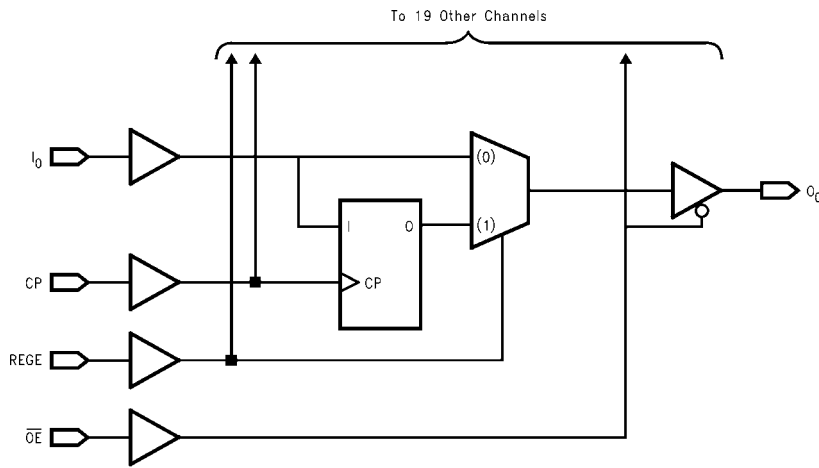 To 19 Other Channels
I0
(0)
O0
I
O
(1)
CP
CP
REGE
OE